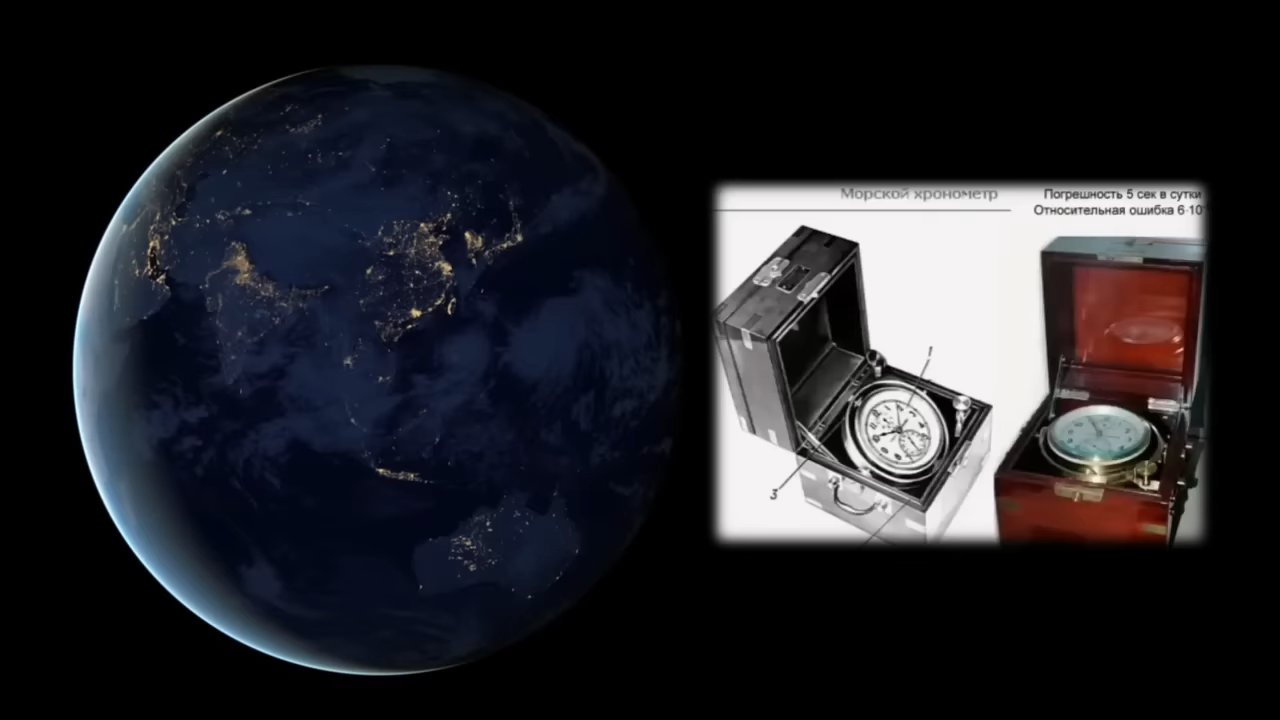 Морской хронометр
Погрешность 5 сек в сутки
Относительная ошибка 6·10
1
3